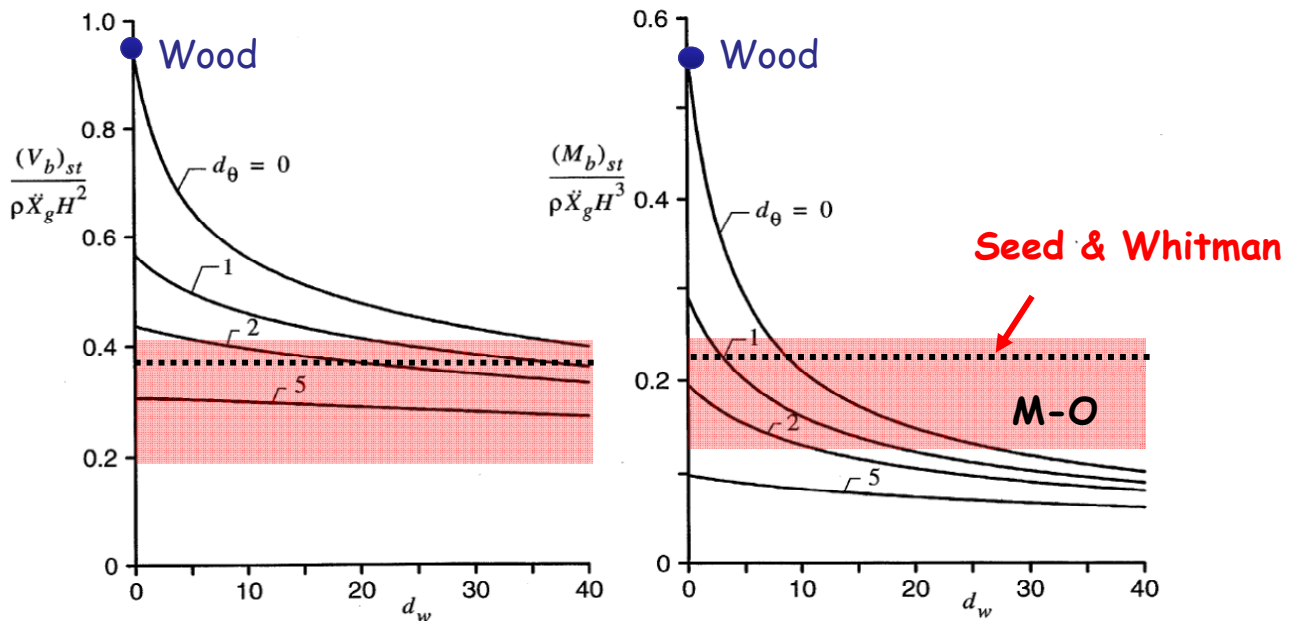 1.0
0.8
0.6
0.4
0.2
0
0
10
20
30
40
d_w
(V_b)_st
ρẌ_gH^2
Wood
d_θ = 0
1
2
5
0.6
0.4
0.2
0
0
10
20
30
40
d_w
(M_b)_st
ρẌ_gH^3
Wood
d_θ = 0
1
2
5
Seed & Whitman
M-O